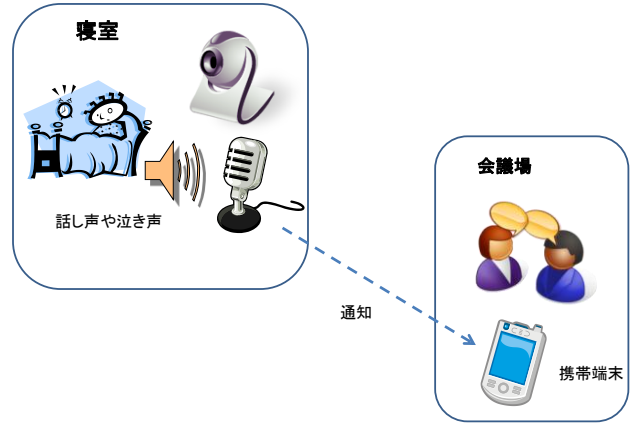 寝室
話し声や泣き声
会議場
通知
携帯端末